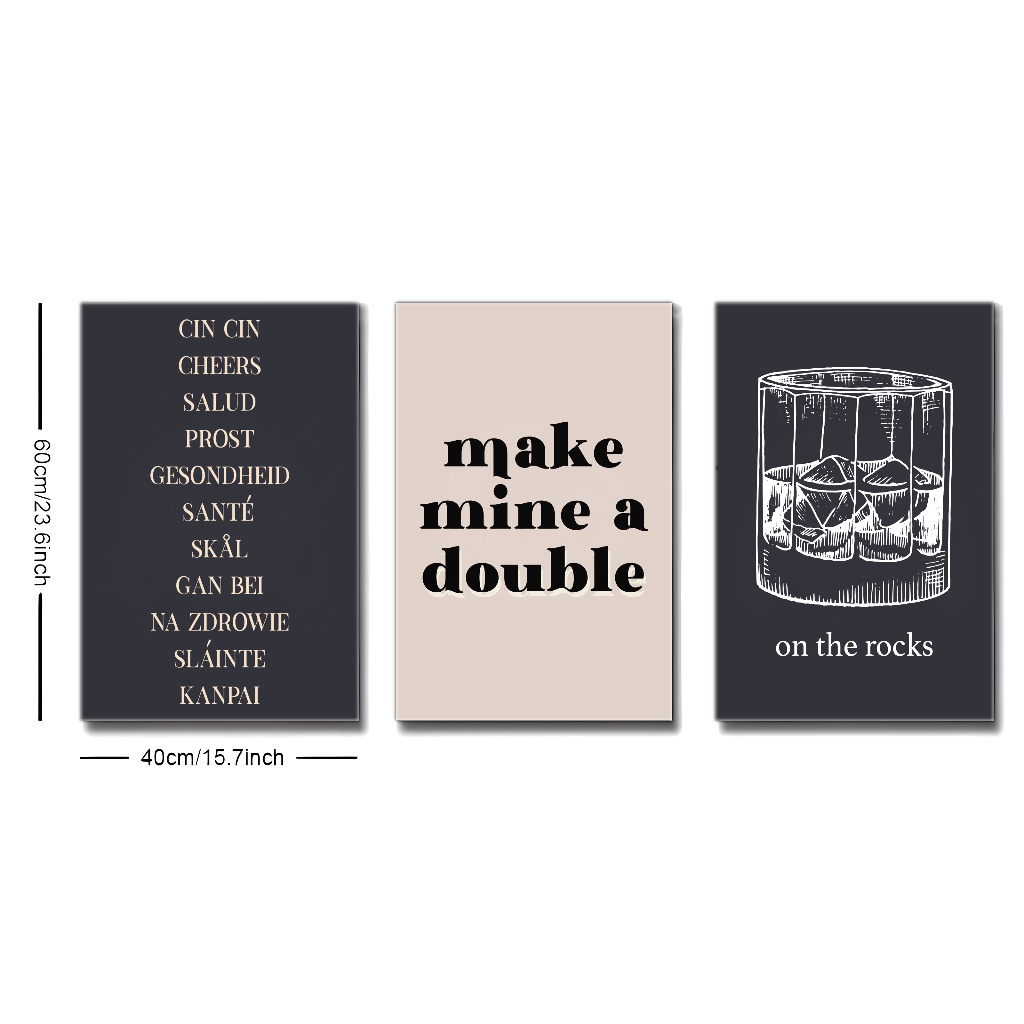 CIN CIN
CHEERS
SALUD
PROST
GESONDHEID
SANTÉ
SKÅL
GAN BEI
NA ZDROWIE
SLÁINTE
KANPAI
make
mine a
double
on the rocks
60cm/23.6inch
40cm/15.7inch